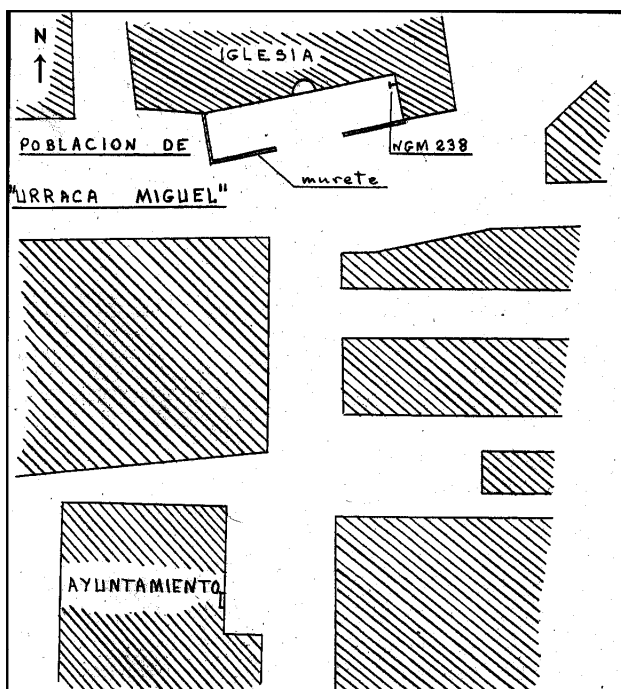 N
IGLESIA
POBLACION DE
NGM 238
murete
"URRACA MIGUEL"
AYUNTAMIENTO